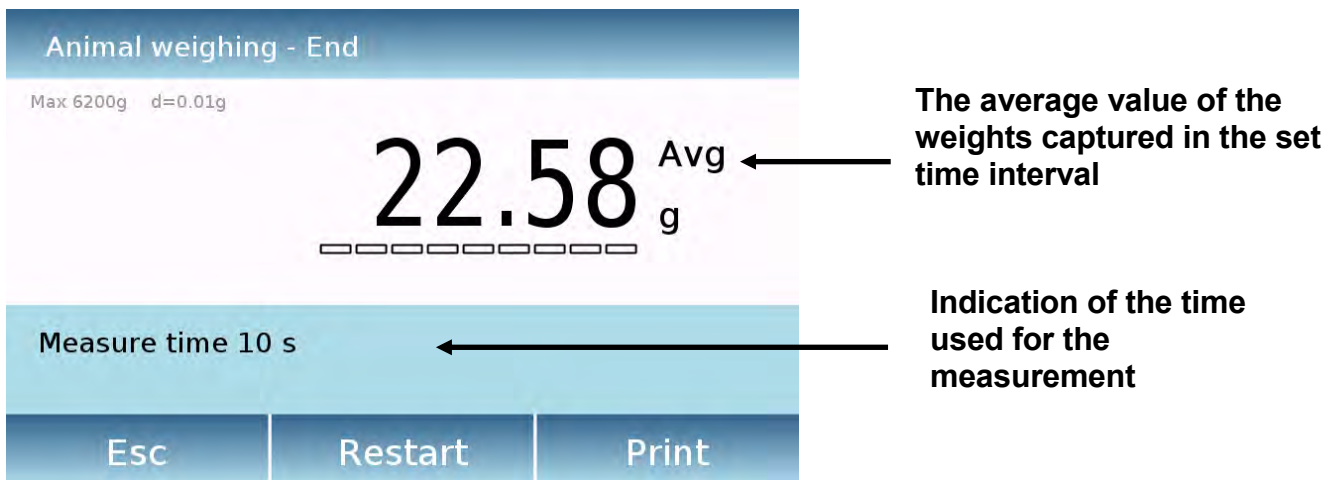 Animal weighing - End
Max 6200g d=0.01g
22.58 Avg
g
The average value of the
weights captured in the set
time interval
Measure time 10 s
Indication of the time
used for the
measurement
Esc Restart Print